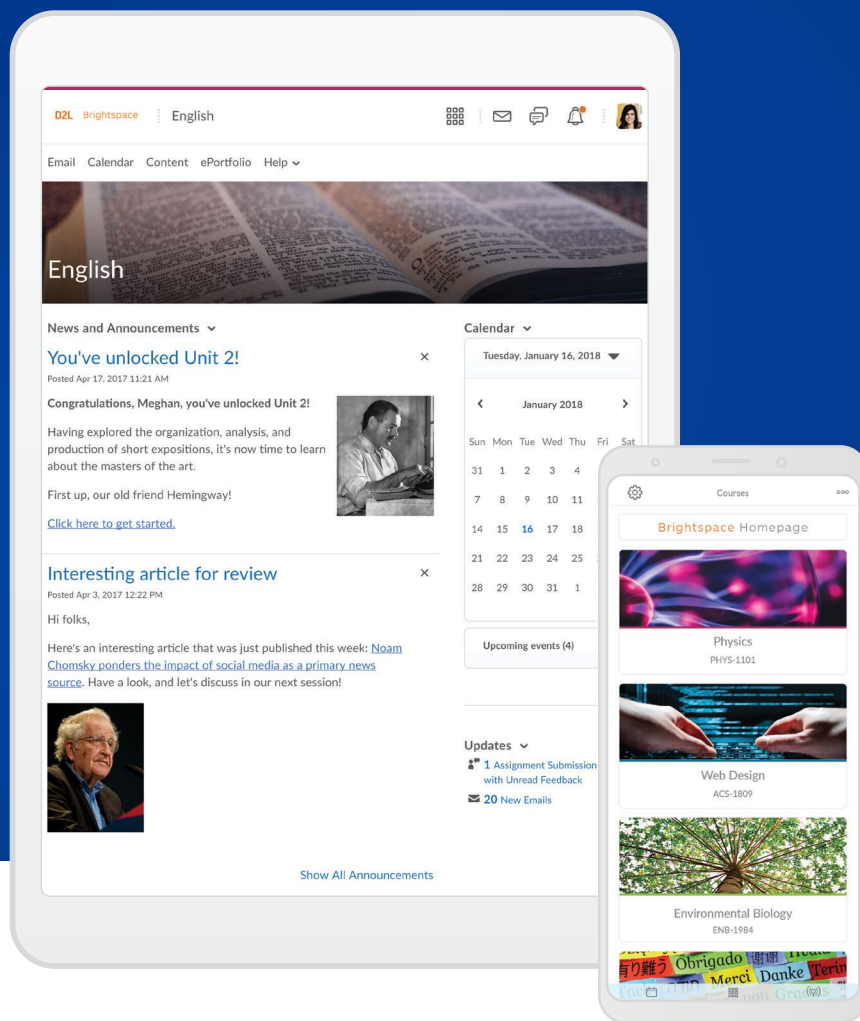 D2L Brightspace English
Email Calendar Content ePortfolio Help
English
News and Announcements
You've unlocked Unit 2!
Posted Apr 17, 2017 11:21 AM
Congratulations, Meghan, you've unlocked Unit 2!
Having explored the organization, analysis, and
production of short expositions, it's now time to learn
about the masters of the art.
First up, our old friend Hemingway!
Click here to get started.
Interesting article for review
Posted Apr 3, 2017 12:22 PM
Hi folks,
Here's an interesting article that was just published this week: Noam
Chomsky ponders the impact of social media as a primary news
source. Have a look, and let's discuss in our next session!
Show All Announcements
Calendar
Tuesday, January 16, 2018
January 2018
Sun Mon Tue Wed Thu Fri Sat
31 1 2 3 4
7 8 9 10 11
14 15 16 17 18
21 22 23 24 25
28 29 30 31 1
Upcoming events (4)
Updates
1 Assignment Submission
with Unread Feedback
20 New Emails
Courses
Brightspace Homepage
Physics
PHYS-1101
Web Design
ACS-1809
Environmental Biology
ENB-1984
有り難う Obrigado 谢谢
Merci Danke